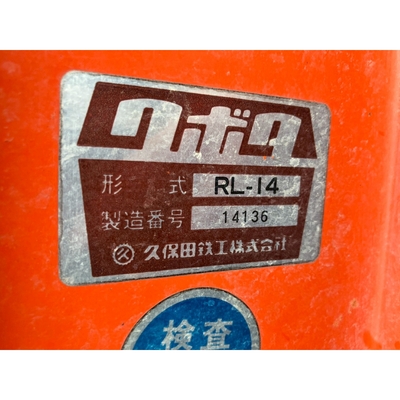 クボタ
形式 RL-14
製造番号 14136
久保田鉄工株式会社
検査